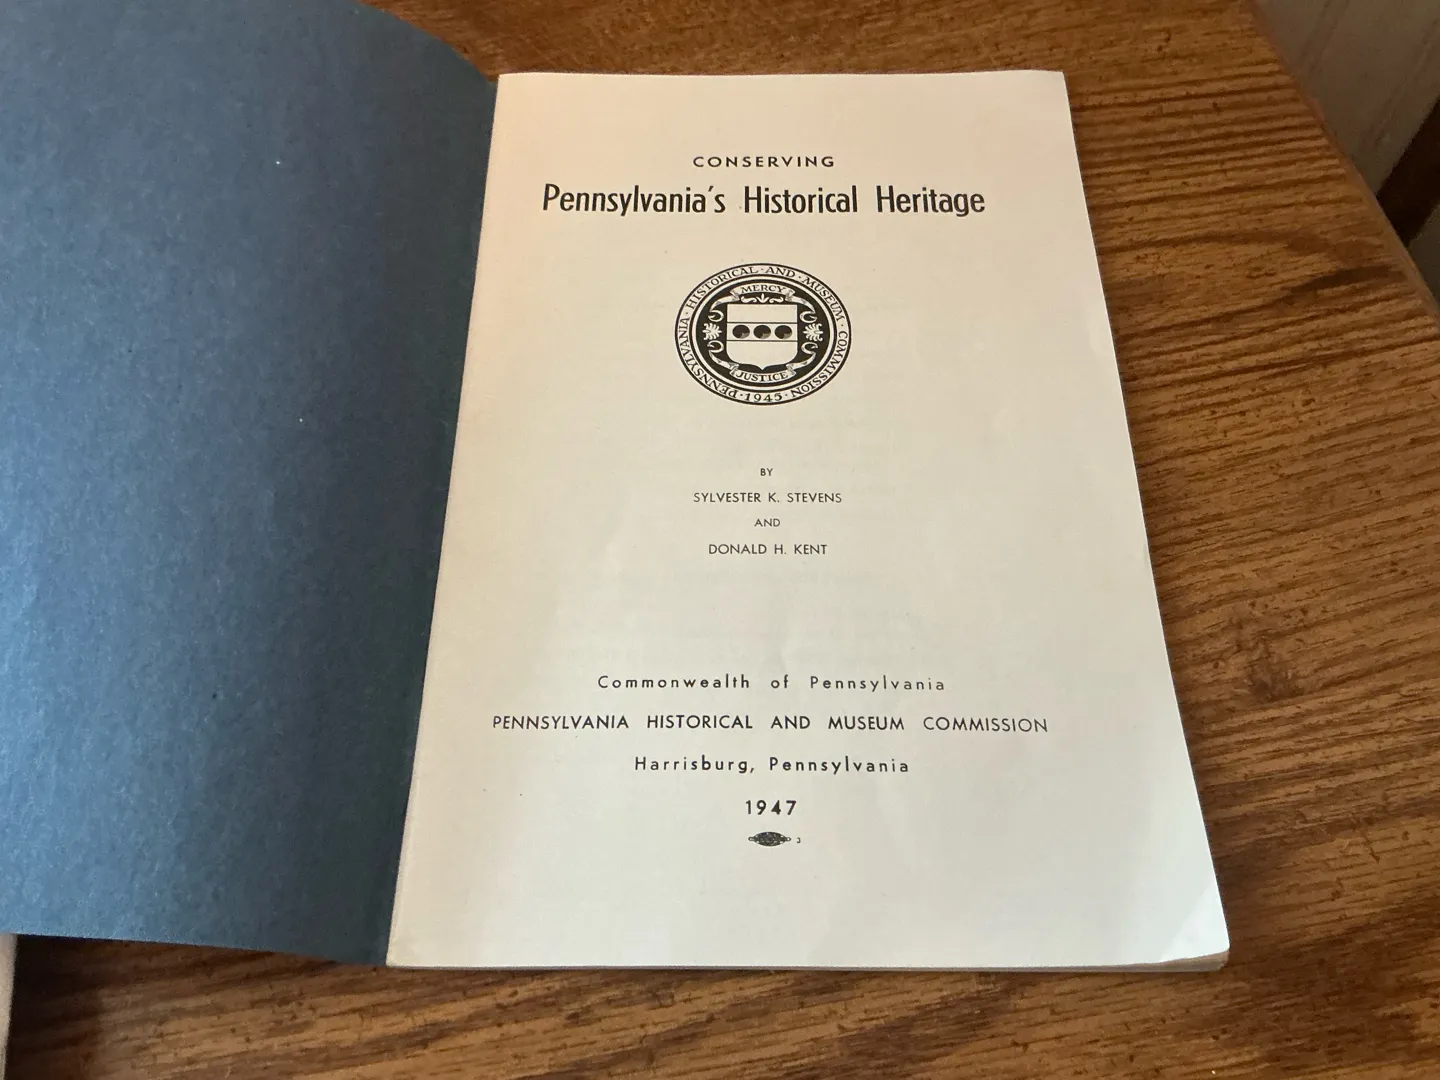 CONSERVING
Pennsylvania's Historical Heritage
PENNSYLVANIA · HISTORICAL · AND · MUSEUM · COMMISSION
MERCY
JUSTICE
· 1945 ·
BY
SYLVESTER K. STEVENS
AND
DONALD H. KENT
Commonwealth of Pennsylvania
PENNSYLVANIA HISTORICAL AND MUSEUM COMMISSION
Harrisburg, Pennsylvania
1947
3